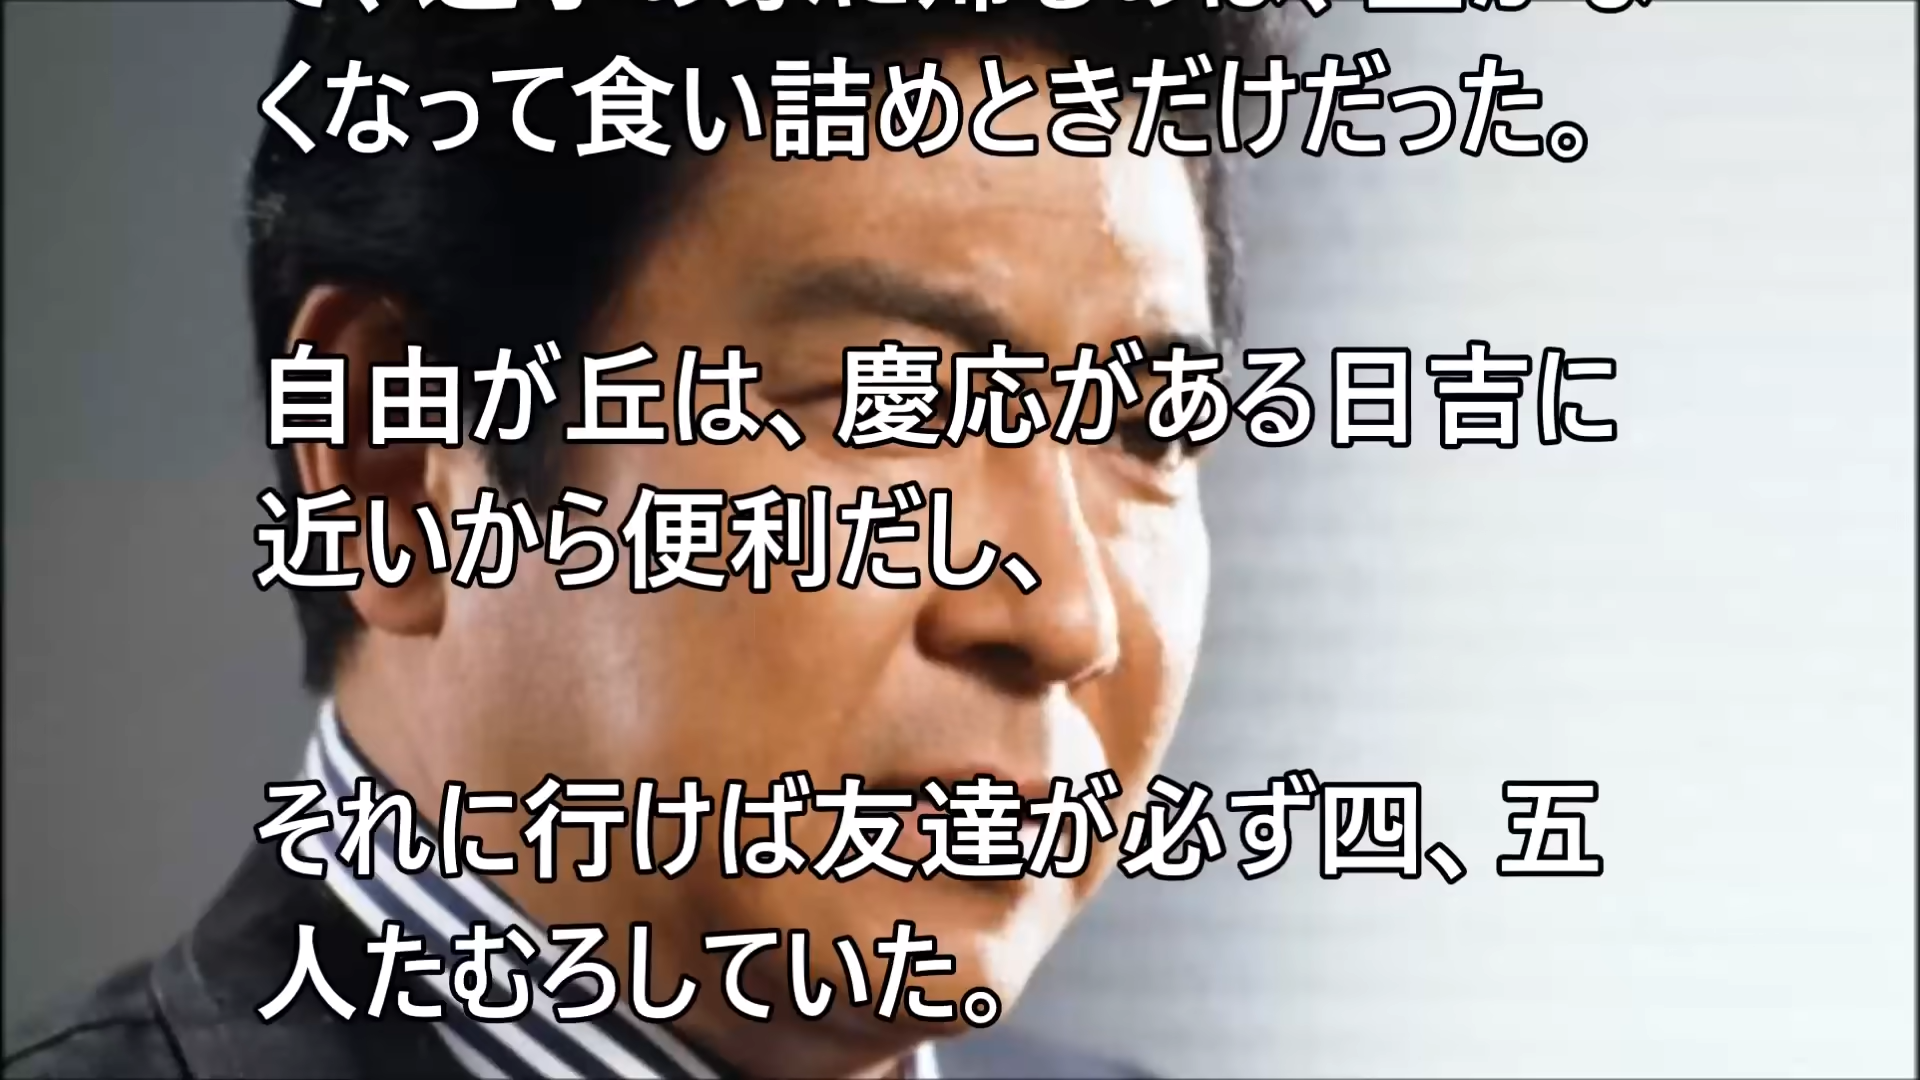 くなって食い詰めときだけだった。
自由が丘は、慶応がある日吉に
近いから便利だし、
それに行けば友達が必ず四、五
人たむろしていた。